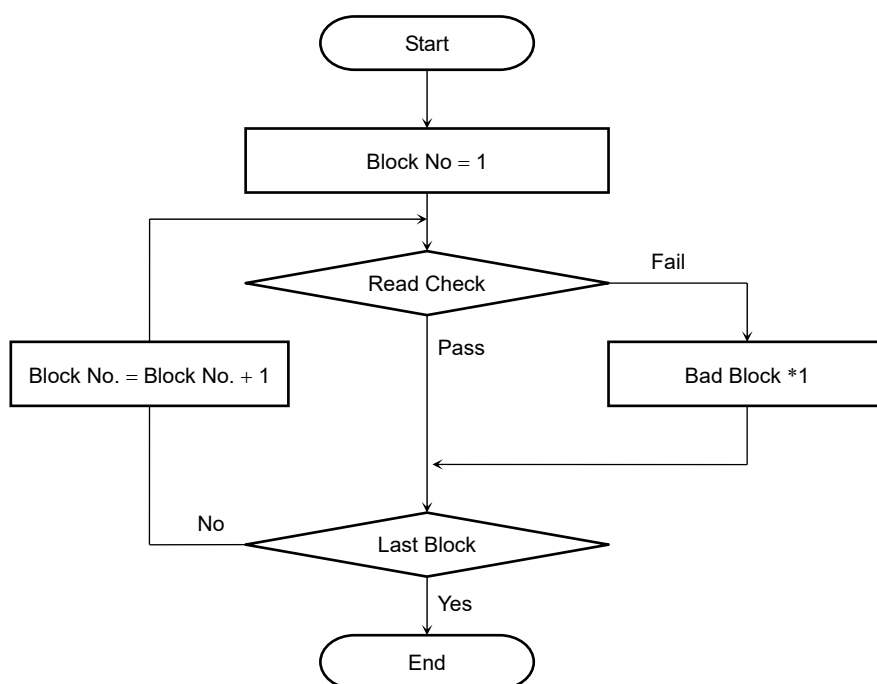 Start
Block No = 1
Read Check
Fail
Pass
Block No. = Block No. + 1
Bad Block *1
No
Last Block
Yes
End